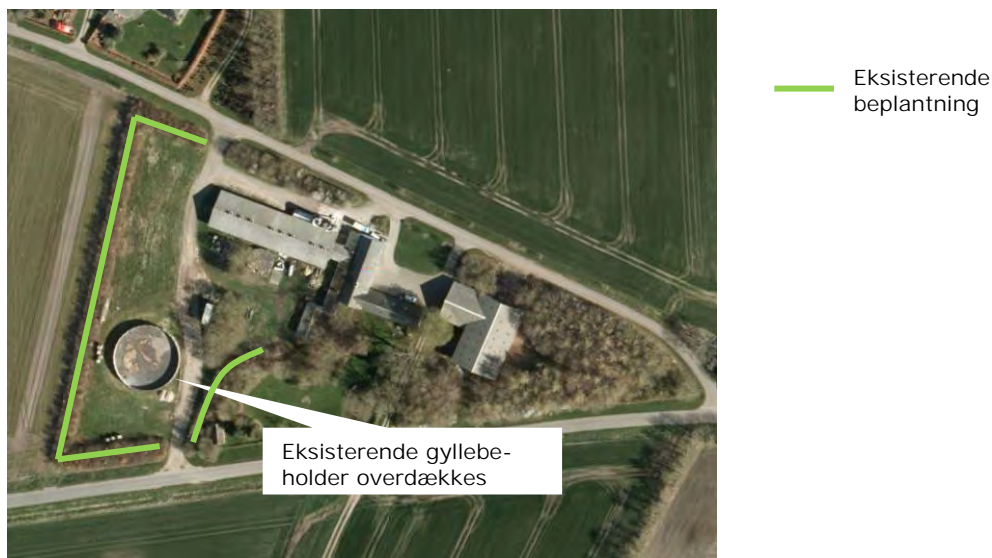 Eksisterende
beplantning
Eksisterende gyllebe-
holder overdækkes